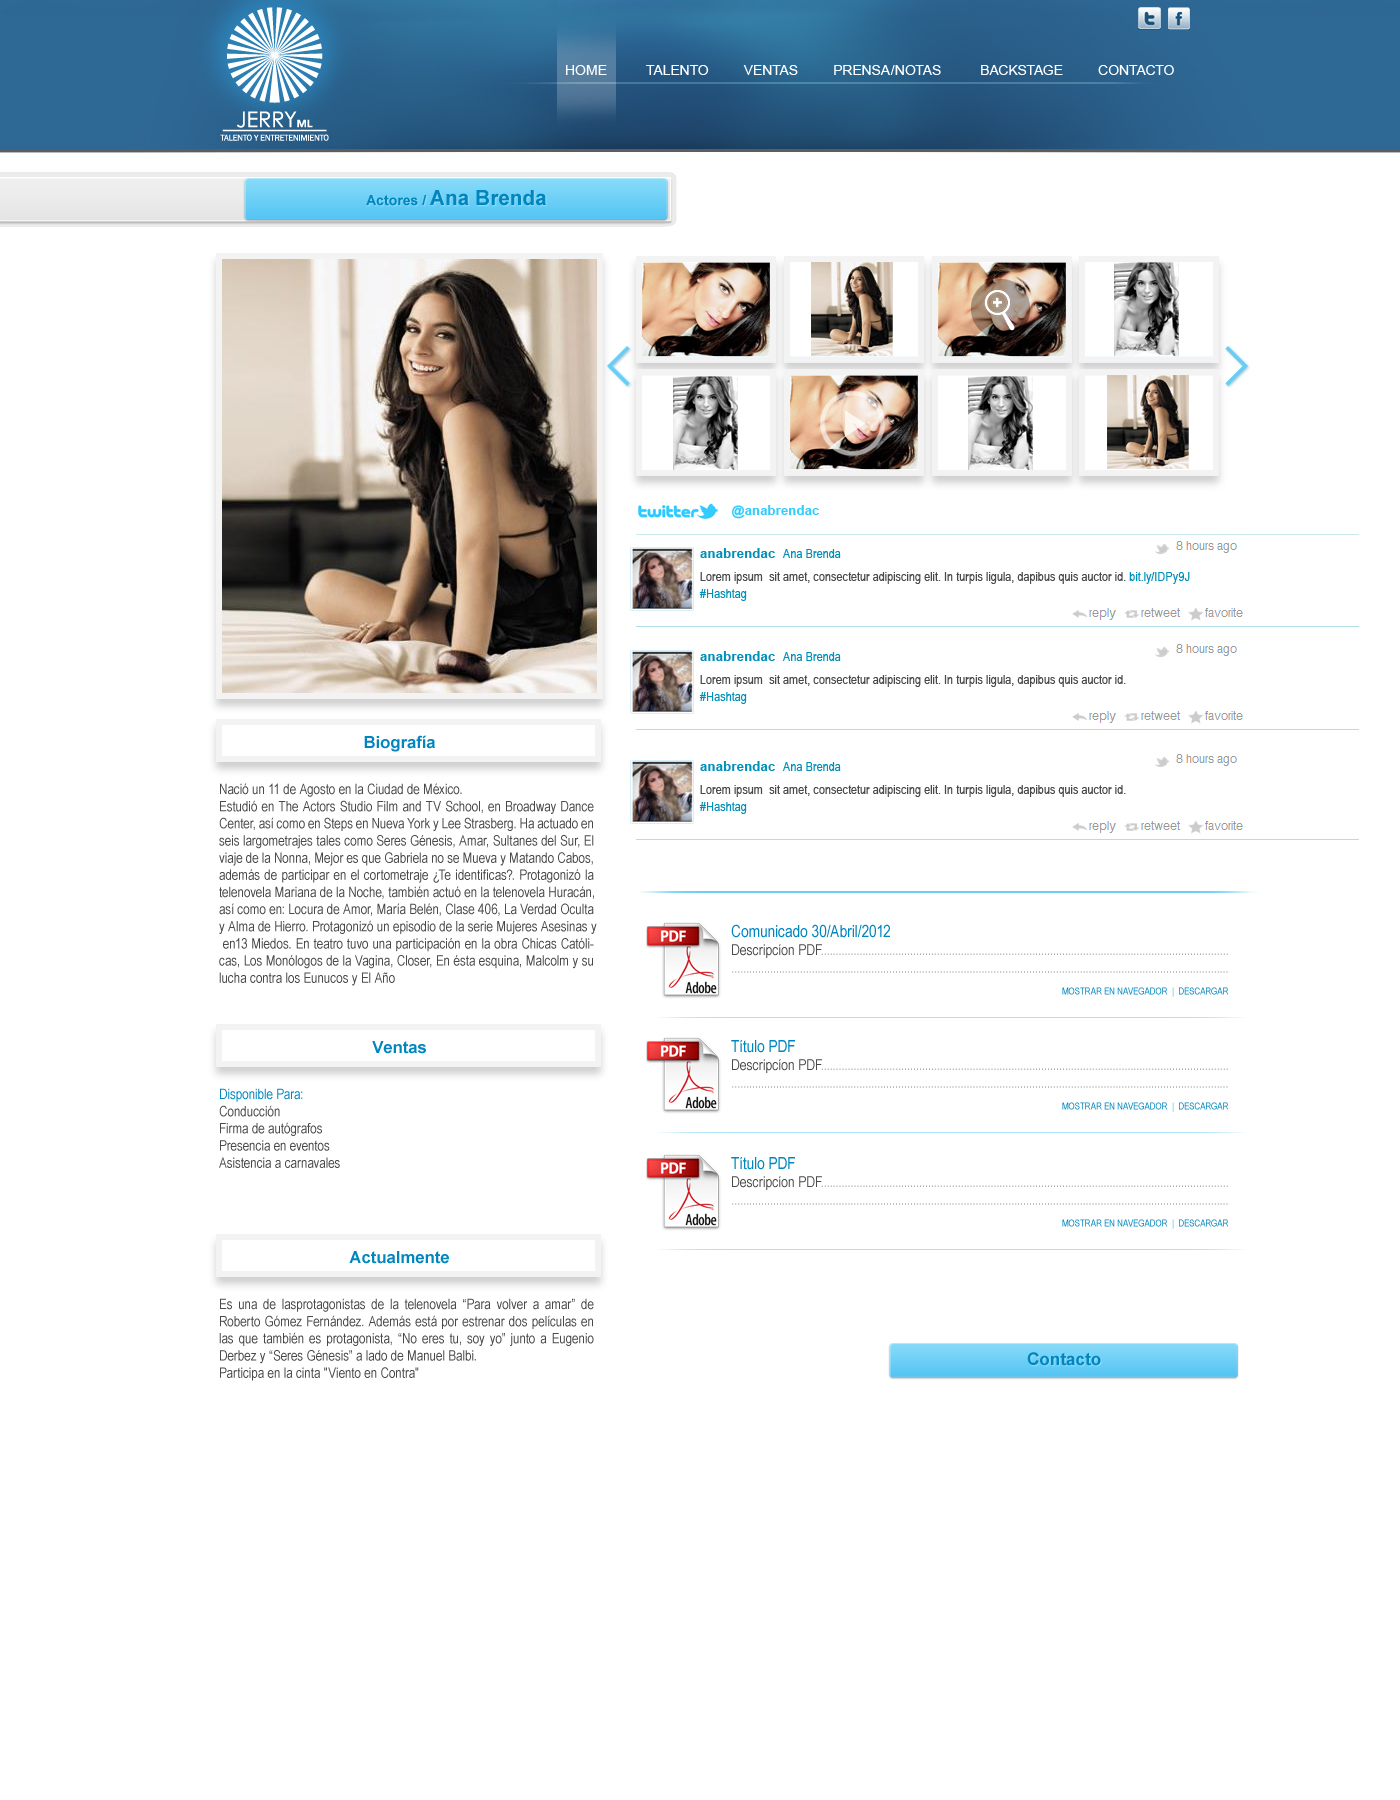 JERRY ML
TALENTO Y ENTRETENIMIENTO
HOME
TALENTO
VENTAS
PRENSA/NOTAS
BACKSTAGE
CONTACTO
Actores / Ana Brenda
Biografía
Nació un 11 de Agosto en la Ciudad de México.
Estudió en The Actors Studio Film and TV School, en Broadway Dance
Center, así como en Steps en Nueva York y Lee Strasberg. Ha actuado en
seis largometrajes tales como Seres Génesis, Amar, Sultanes del Sur, El
viaje de la Nonna, Mejor es que Gabriela no se Mueva y Matando Cabos,
además de participar en el cortometraje ¿Te identificas?. Protagonizó la
telenovela Mariana de la Noche, también actuó en la telenovela Huracán,
así como en: Locura de Amor, María Belén, Clase 406, La Verdad Oculta
y Alma de Hierro. Protagonizó un episodio de la serie Mujeres Asesinas y
en13 Miedos. En teatro tuvo una participación en la obra Chicas Católi-
cas, Los Monólogos de la Vagina, Closer, En ésta esquina, Malcolm y su
lucha contra los Eunucos y El Año
Ventas
Disponible Para:
Conducción
Firma de autógrafos
Presencia en eventos
Asistencia a carnavales
Actualmente
Es una de lasprotagonistas de la telenovela “Para volver a amar” de
Roberto Gómez Fernández. Además está por estrenar dos películas en
las que también es protagonista, “No eres tu, soy yo” junto a Eugenio
Derbez y “Seres Génesis” a lado de Manuel Balbi.
Participa en la cinta "Viento en Contra"
twitter @anabrendac
anabrendac Ana Brenda 8 hours ago
Lorem ipsum sit amet, consectetur adipiscing elit. In turpis ligula, dapibus quis auctor id. bit.ly/IDPy9J
#Hashtag
reply retweet favorite
anabrendac Ana Brenda 8 hours ago
Lorem ipsum sit amet, consectetur adipiscing elit. In turpis ligula, dapibus quis auctor id.
#Hashtag
reply retweet favorite
anabrendac Ana Brenda 8 hours ago
Lorem ipsum sit amet, consectetur adipiscing elit. In turpis ligula, dapibus quis auctor id.
#Hashtag
reply retweet favorite
PDF
Adobe
Comunicado 30/Abril/2012
Descripcion PDF
MOSTRAR EN NAVEGADOR | DESCARGAR
PDF
Adobe
Título PDF
Descripcion PDF
MOSTRAR EN NAVEGADOR | DESCARGAR
PDF
Adobe
Título PDF
Descripcion PDF
MOSTRAR EN NAVEGADOR | DESCARGAR
Contacto